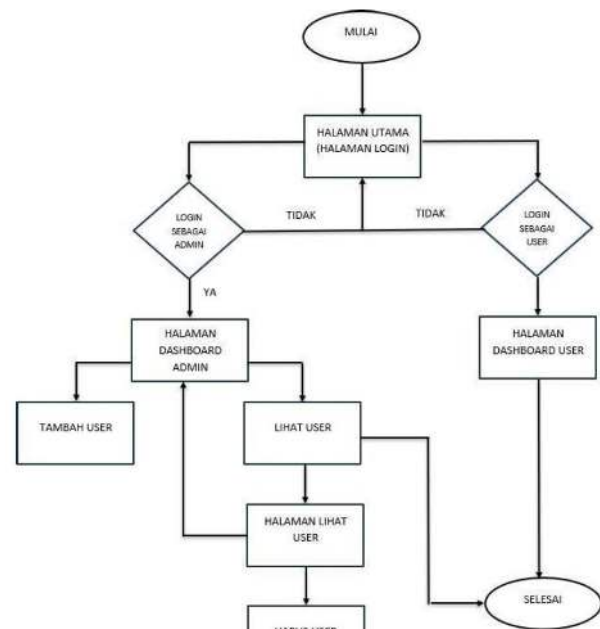 MULAI
HALAMAN UTAMA
(HALAMAN LOGIN)
LOGIN
SEBAGAI
ADMIN
TIDAK
TIDAK
LOGIN
SEBAGAI
USER
YA
HALAMAN
DASHBOARD
ADMIN
HALAMAN
DASHBOARD USER
TAMBAH USER
LIHAT USER
HALAMAN LIHAT
USER
SELESAI
USER